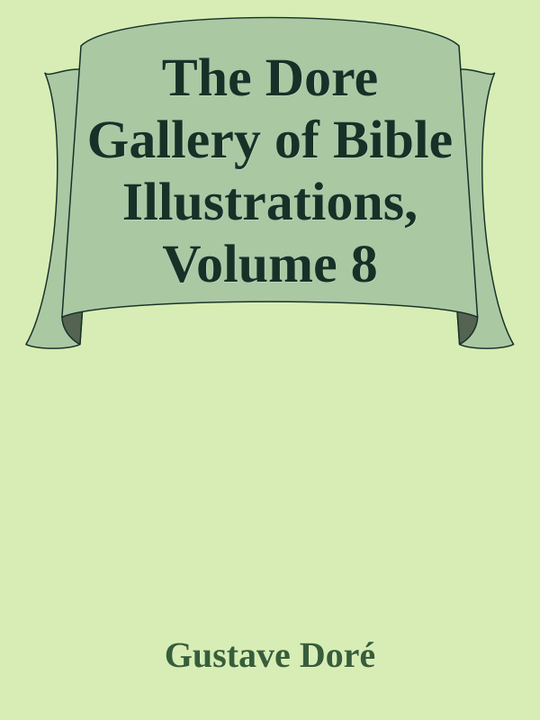 The Dore
Gallery of Bible
Illustrations,
Volume 8
Gustave Doré